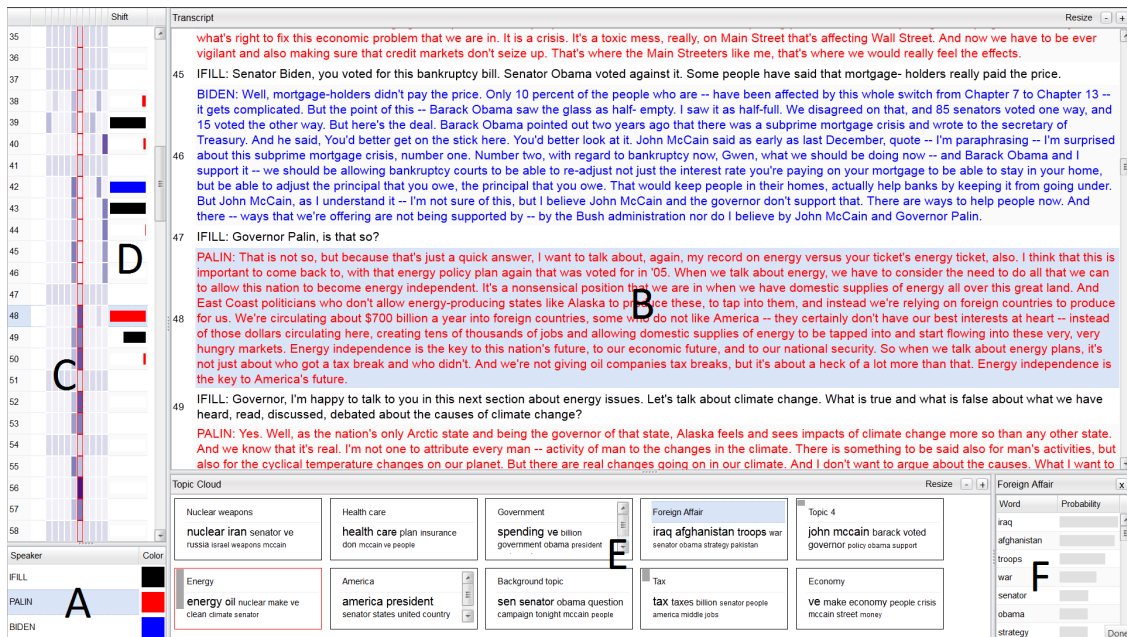 Shift
Transcript
Resize - +
35
36
37
38
39
40
41
42
43
44
45
46
47
48
49
50
51
52
53
54
55
56
57
58
D
C
what's right to fix this economic problem that we are in. It is a crisis. It's a toxic mess, really, on Main Street that's affecting Wall Street. And now we have to be ever
vigilant and also making sure that credit markets don't seize up. That's where the Main Streeters like me, that's where we would really feel the effects.
45 IFILL: Senator Biden, you voted for this bankruptcy bill. Senator Obama voted against it. Some people have said that mortgage- holders really paid the price.
BIDEN: Well, mortgage-holders didn't pay the price. Only 10 percent of the people who are -- have been affected by this whole switch from Chapter 7 to Chapter 13 --
it gets complicated. But the point of this -- Barack Obama saw the glass as half- empty. I saw it as half-full. We disagreed on that, and 85 senators voted one way, and
15 voted the other way. But here's the deal. Barack Obama pointed out two years ago that there was a subprime mortgage crisis and wrote to the secretary of
Treasury. And he said, You'd better get on the stick here. You'd better look at it. John McCain said as early as last December, quote -- I'm paraphrasing -- I'm surprised
46 about this subprime mortgage crisis, number one. Number two, with regard to bankruptcy now, Gwen, what we should be doing now -- and Barack Obama and I
support it -- we should be allowing bankruptcy courts to be able to re-adjust not just the interest rate you're paying on your mortgage to be able to stay in your home,
but be able to adjust the principal that you owe, the principal that you owe. That would keep people in their homes, actually help banks by keeping it from going under.
But John McCain, as I understand it -- I'm not sure of this, but I believe John McCain and the governor don't support that. There are ways to help people now. And
there -- ways that we're offering are not being supported by -- by the Bush administration nor do I believe by John McCain and Governor Palin.
47 IFILL: Governor Palin, is that so?
PALIN: That is not so, but because that's just a quick answer, I want to talk about, again, my record on energy versus your ticket's energy ticket, also. I think that this is
important to come back to, with that energy policy plan again that was voted for in '05. When we talk about energy, we have to consider the need to do all that we can
to allow this nation to become energy independent. It's a nonsensical position that we are in when we have domestic supplies of energy all over this great land. And
East Coast politicians who don't allow energy-producing states like Alaska to produce these, to tap into them, and instead we're relying on foreign countries to produce
48 for us. We're circulating about $700 billion a year into foreign countries, some who do not like America -- they certainly don't have our best interests at heart -- instead
of those dollars circulating here, creating tens of thousands of jobs and allowing domestic supplies of energy to be tapped into and start flowing into these very, very
hungry markets. Energy independence is the key to this nation's future, to our economic future, and to our national security. So when we talk about energy plans, it's
not just about who got a tax break and who didn't. And we're not giving oil companies tax breaks, but it's about a heck of a lot more than that. Energy independence is
the key to America's future.
B
49 IFILL: Governor, I'm happy to talk to you in this next section about energy issues. Let's talk about climate change. What is true and what is false about what we have
heard, read, discussed, debated about the causes of climate change?
PALIN: Yes. Well, as the nation's only Arctic state and being the governor of that state, Alaska feels and sees impacts of climate change more so than any other state.
And we know that it's real. I'm not one to attribute every man -- activity of man to the changes in the climate. There is something to be said also for man's activities, but
also for the cyclical temperature changes on our planet. But there are real changes going on in our climate. And I don't want to argue about the causes. What I want to
Speaker Color
IFILL
PALIN
BIDEN
A
Topic Cloud
Resize - +
Nuclear weapons
nuclear iran senator ve
russia israel weapons mccain
Health care
health care plan insurance
don mccain ve people
Government
spending ve billion
government obama president
Foreign Affair
iraq afghanistan troops war
senator obama strategy pakistan
Topic 4
john mccain barack voted
governor policy obama support
E
Energy
energy oil nuclear make ve
clean climate senator
America
america president
senator states united country
Background topic
sen senator obama question
campaign tonight mccain people
Tax
tax taxes billion senator people
america middle jobs
Economy
ve make economy people crisis
mccain street money
Foreign Affair x
Word Probability
iraq
afghanistan
troops
war
senator
obama
strategy
F
Done